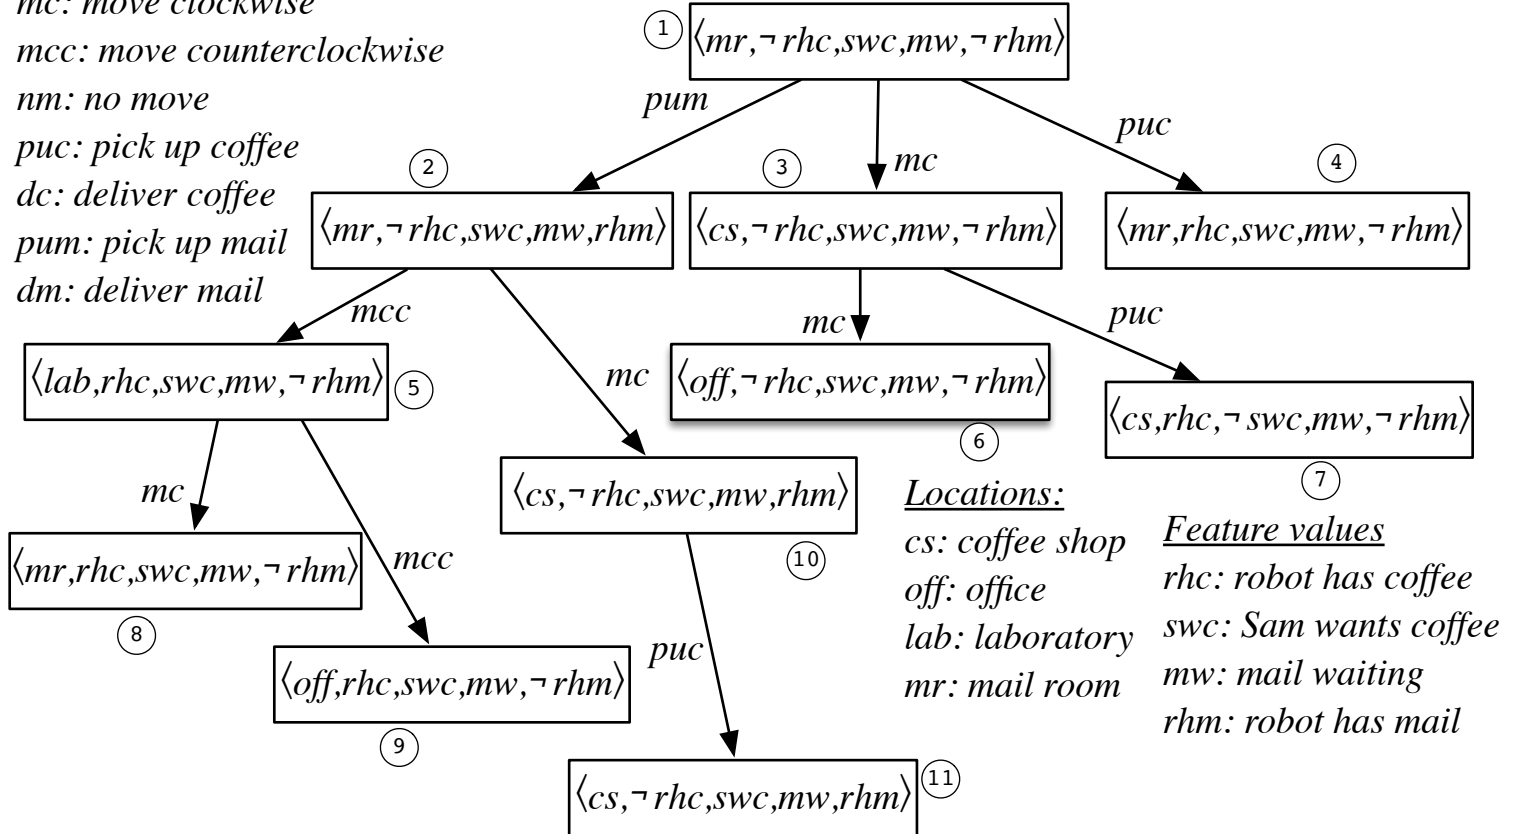 mc: move clockwise
mcc: move counterclockwise
nm: no move
puc: pick up coffee
dc: deliver coffee
pum: pick up mail
dm: deliver mail
1
⟨mr,¬rhc,swc,mw,¬rhm⟩
pum
mc
puc
2
3
4
⟨mr,¬rhc,swc,mw,rhm⟩
⟨cs,¬rhc,swc,mw,¬rhm⟩
⟨mr,rhc,swc,mw,¬rhm⟩
mcc
mc
mc
puc
⟨lab,rhc,swc,mw,¬rhm⟩
5
⟨off,¬rhc,swc,mw,¬rhm⟩
6
⟨cs,rhc,¬swc,mw,¬rhm⟩
7
mc
mcc
⟨cs,¬rhc,swc,mw,rhm⟩
10
⟨mr,rhc,swc,mw,¬rhm⟩
8
⟨off,rhc,swc,mw,¬rhm⟩
9
puc
⟨cs,¬rhc,swc,mw,rhm⟩
11
Locations:
cs: coffee shop
off: office
lab: laboratory
mr: mail room
Feature values
rhc: robot has coffee
swc: Sam wants coffee
mw: mail waiting
rhm: robot has mail